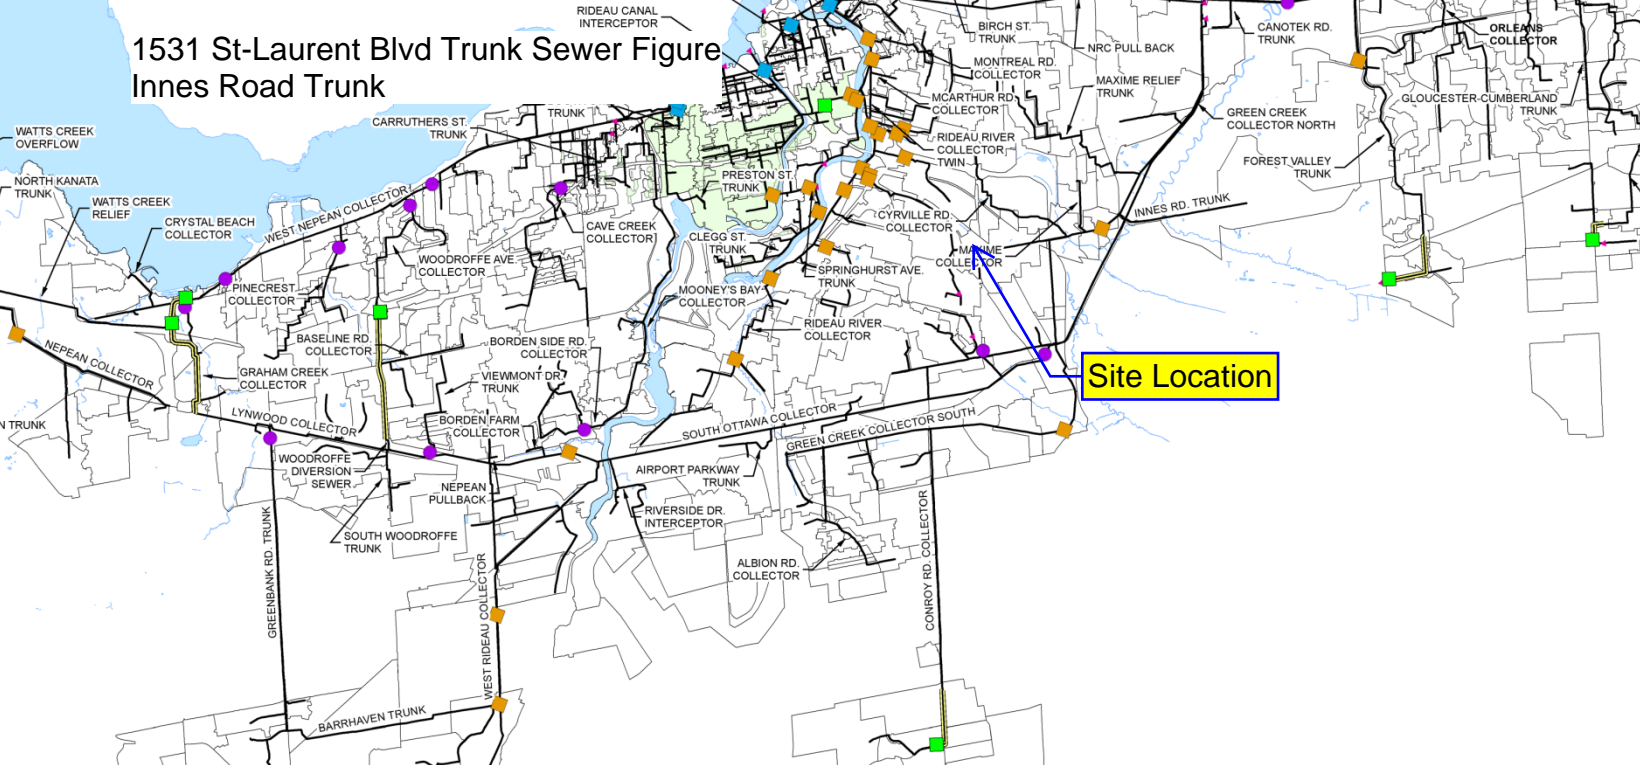 1531 St-Laurent Blvd Trunk Sewer Figure
Innes Road Trunk
RIDEAU CANAL
INTERCEPTOR
BIRCH ST.
TRUNK
NRC PULL BACK
CANOTEK RD.
TRUNK
ORLEANS
COLLECTOR
MONTREAL RD.
COLLECTOR
MAXIME RELIEF
TRUNK
GLOUCESTER-CUMBERLAND
TRUNK
MCARTHUR RD.
COLLECTOR
GREEN CREEK
COLLECTOR NORTH
TRUNK
CARRUTHERS ST.
TRUNK
WATTS CREEK
OVERFLOW
RIDEAU RIVER
COLLECTOR
TWIN
FOREST VALLEY
TRUNK
NORTH KANATA
TRUNK
WATTS CREEK
RELIEF
PRESTON ST.
TRUNK
WEST NEPEAN COLLECTOR
CRYSTAL BEACH
COLLECTOR
CAVE CREEK
COLLECTOR
CLEGG ST.
TRUNK
CYRVILLE RD.
COLLECTOR
INNES RD. TRUNK
MAXIME
COLLECTOR
WOODROFFE AVE.
COLLECTOR
SPRINGHURST AVE.
TRUNK
PINECREST
COLLECTOR
MOONEY'S BAY
COLLECTOR
RIDEAU RIVER
COLLECTOR
BASELINE RD.
COLLECTOR
BORDEN SIDE RD.
COLLECTOR
NEPEAN COLLECTOR
GRAHAM CREEK
COLLECTOR
VIEWMONT DR.
TRUNK
Site Location
N TRUNK
LYNWOOD COLLECTOR
BORDEN FARM
COLLECTOR
SOUTH OTTAWA COLLECTOR
GREEN CREEK COLLECTOR SOUTH
WOODROFFE
DIVERSION
SEWER
NEPEAN
PULLBACK
AIRPORT PARKWAY
TRUNK
RIVERSIDE DR.
INTERCEPTOR
SOUTH WOODROFFE
TRUNK
GREENBANK RD. TRUNK
WEST RIDEAU COLLECTOR
ALBION RD.
COLLECTOR
CONROY RD. COLLECTOR
BARRHAVEN TRUNK